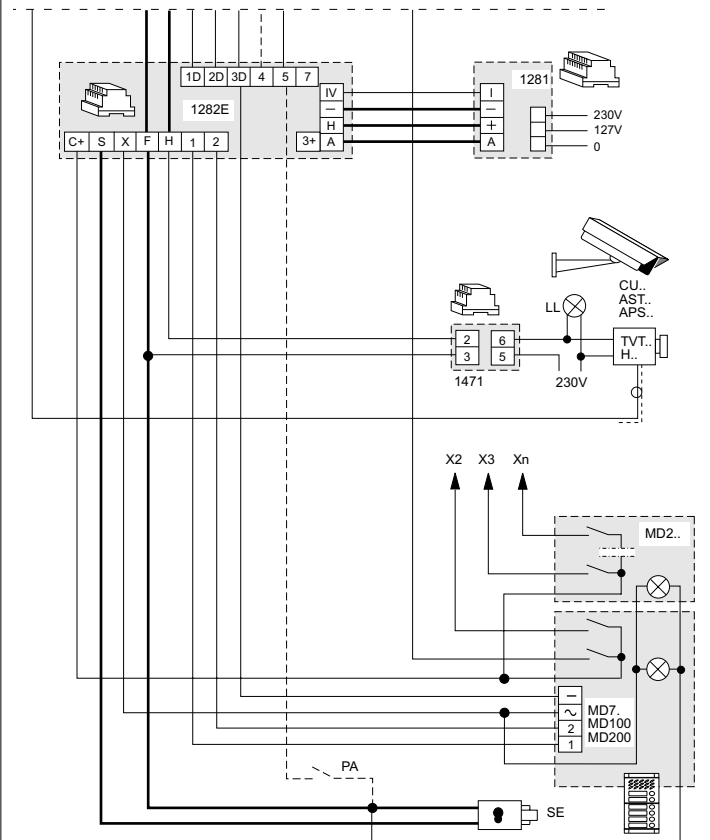 1D 2D 3D 4 5 7
1282E
IV
–
H
3+ A
C+ S X F H 1 2
1281
I
–
+
A
230V
127V
0
CU..
AST..
APS..
LL
2 6
3 5
1471
230V
TVT..
H..
X2 X3 Xn
MD2..
–
~
2
1
MD7.
MD100
MD200
PA
SE